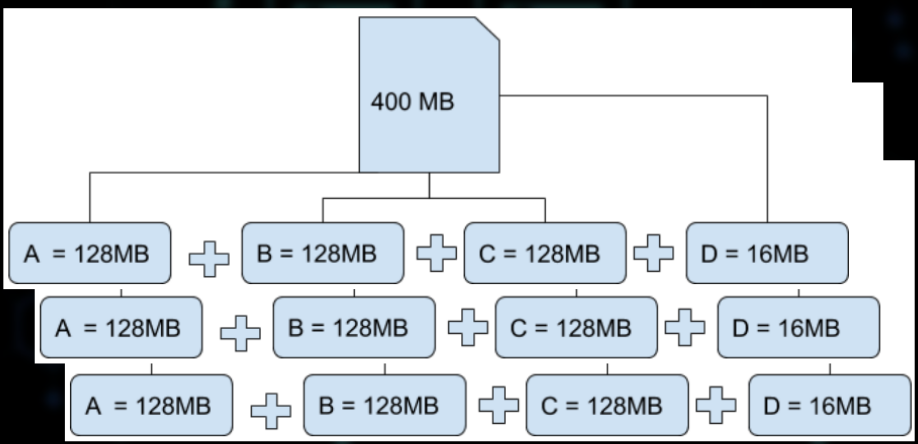 400 MB
A = 128MB
B = 128MB
C = 128MB
D = 16MB
A = 128MB
B = 128MB
C = 128MB
D = 16MB
A = 128MB
B = 128MB
C = 128MB
D = 16MB